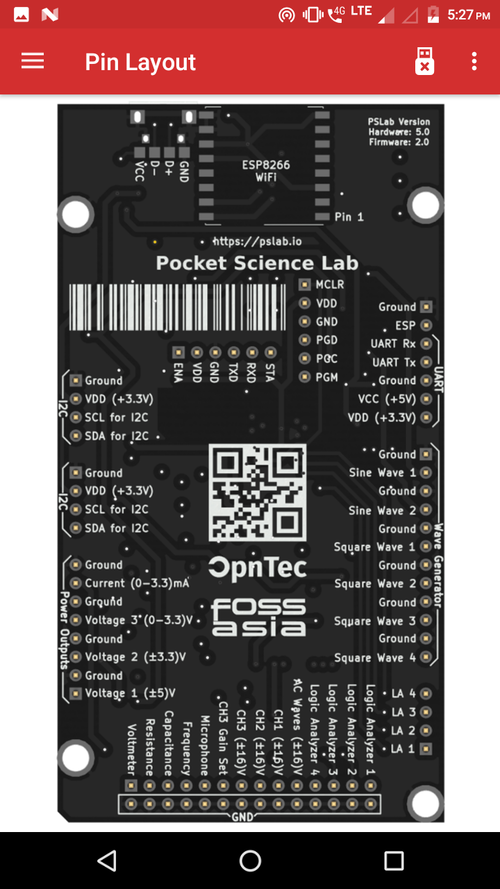 4G LTE 5:27 PM
Pin Layout
PSLab Version
Hardware: 5.0
Firmware: 2.0
VCC
D-
D+
GND
ESP8266
WiFi
Pin 1
https://pslab.io
Pocket Science Lab
MCLR
VDD
GND
PGD
PGC
PGM
ENA
VDD
GND
TXD
RXD
STA
Ground
ESP
UART Rx
UART Tx
Ground
VCC (+5V)
VDD (+3.3V)
UART
I2C
Ground
VDD (+3.3V)
SCL for I2C
SDA for I2C
I2C
Ground
VDD (+3.3V)
SCL for I2C
SDA for I2C
Ground
Sine Wave 1
Ground
Sine Wave 2
Ground
Square Wave 1
Ground
Square Wave 2
Ground
Square Wave 3
Ground
Square Wave 4
Wave Generator
OpnTec
FOSS
asia
Power Outputs
Ground
Current (0-3.3)mA
Ground
Voltage 3 (0-3.3)V
Ground
Voltage 2 (±3.3)V
Ground
Voltage 1 (±5)V
LA 4
LA 3
LA 2
LA 1
Voltmeter
Resistance
Capacitance
Frequency
Microphone
CH3 Gain Set
CH3 (±16)V
CH2 (±16)V
CH1 (±16)V
AC Waves (±16)V
Logic Analyzer 4
Logic Analyzer 3
Logic Analyzer 2
Logic Analyzer 1
GND